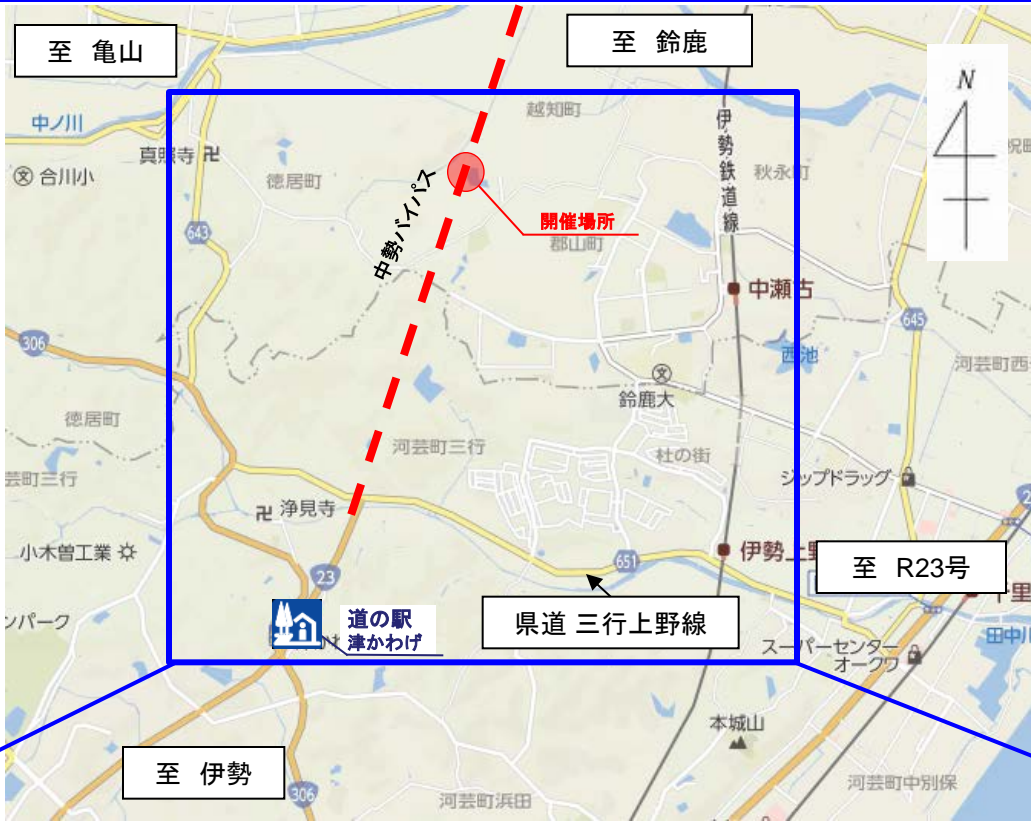 至 亀山
至 鈴鹿
N
中ノ川
越知町
真照寺
合川小
徳居町
伊勢鉄道線
秋永町
中勢バイパス
開催場所
643
郡山町
中瀬古
306
645
西池
河芸町西
鈴鹿大
徳居町
河芸町三行
杜の街
芸町三行
ジップドラッグ
浄見寺
小木曽工業
23
651
伊勢上野
至 R23号
千里
ンパーク
道の駅
津かわげ
県道 三行上野線
スーパーセンター
オークワ
田中川
本城山
至 伊勢
306
河芸町浜田
河芸町中別保